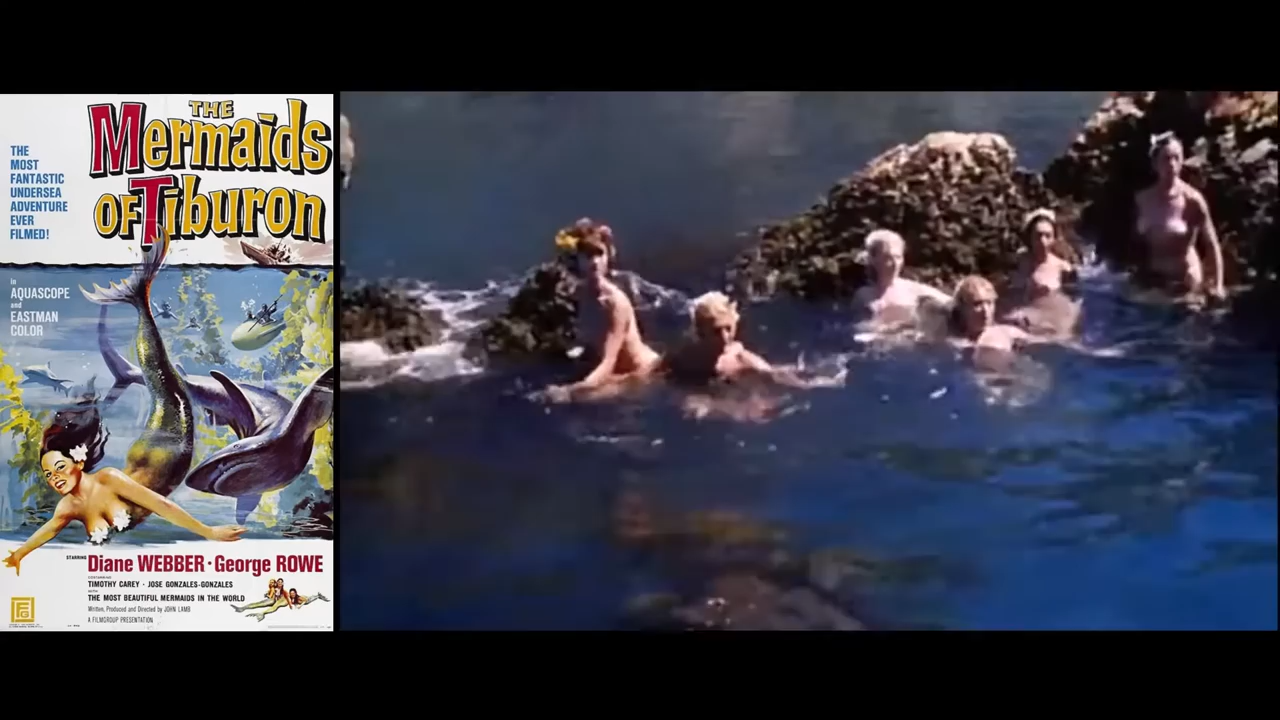 THE
Mermaids
OF Tiburon
THE
MOST
FANTASTIC
UNDERSEA
ADVENTURE
EVER
FILMED!
in
AQUASCOPE
and
EASTMAN
COLOR
STARRING Diane WEBBER · George ROWE
TIMOTHY CAREY · JOSE GONZALES-GONZALES
THE MOST BEAUTIFUL MERMAIDS IN THE WORLD
Written, Produced and Directed by JOHN LAMB
A FILMGROUP PRESENTATION